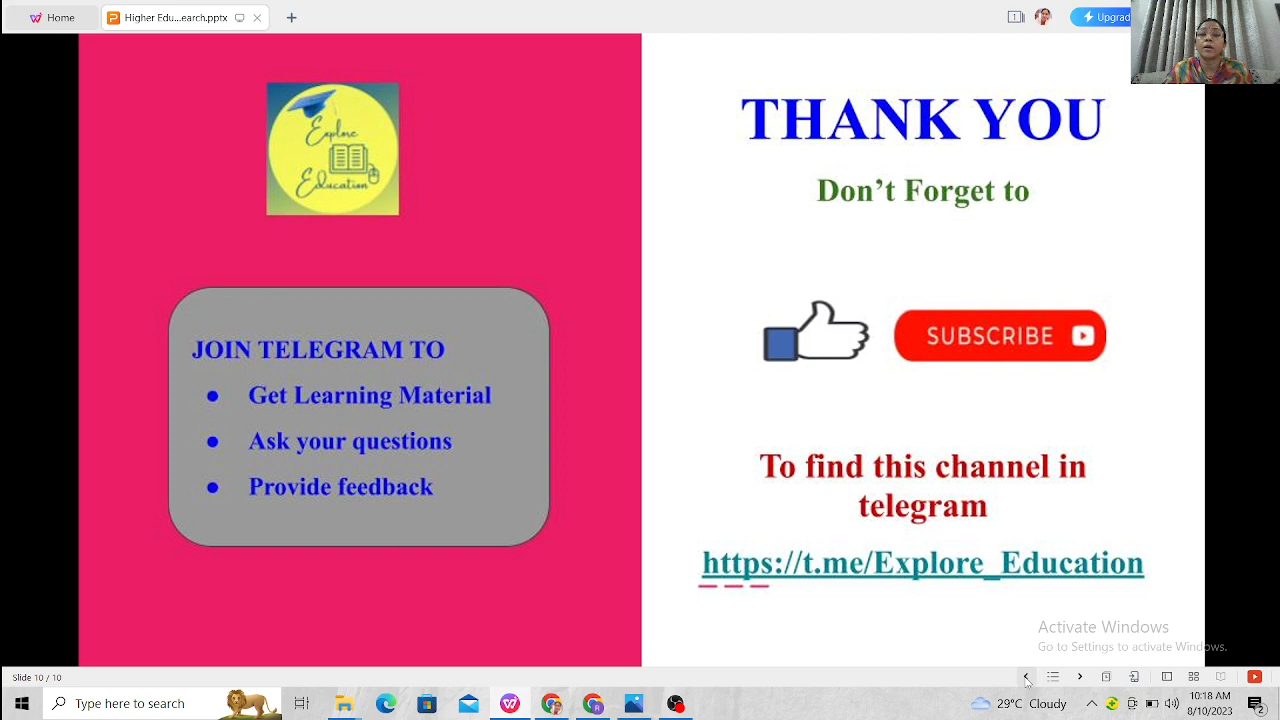 Home
Higher Edu...earch.pptx
1
Upgrad
Explore
Education
THANK YOU
Don’t Forget to
SUBSCRIBE
JOIN TELEGRAM TO
● Get Learning Material
● Ask your questions
● Provide feedback
To find this channel in
telegram
https://t.me/Explore_Education
Activate Windows
Go to Settings to activate Windows.
Slide 10 / 10
Type here to search
29°C Cloudy
10:18 AM
8/10/2023
2